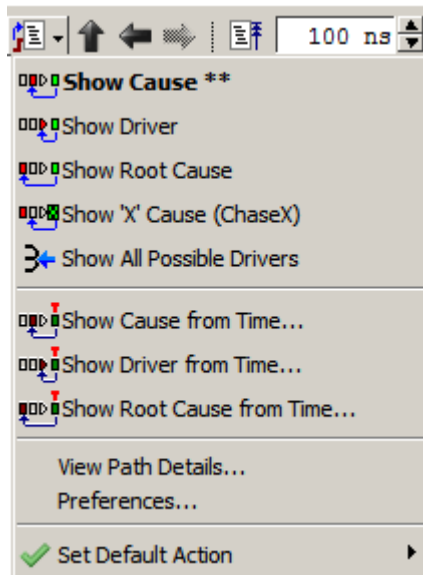 100 ns
Show Cause **
Show Driver
Show Root Cause
Show 'X' Cause (ChaseX)
Show All Possible Drivers
Show Cause from Time...
Show Driver from Time...
Show Root Cause from Time...
View Path Details...
Preferences...
Set Default Action